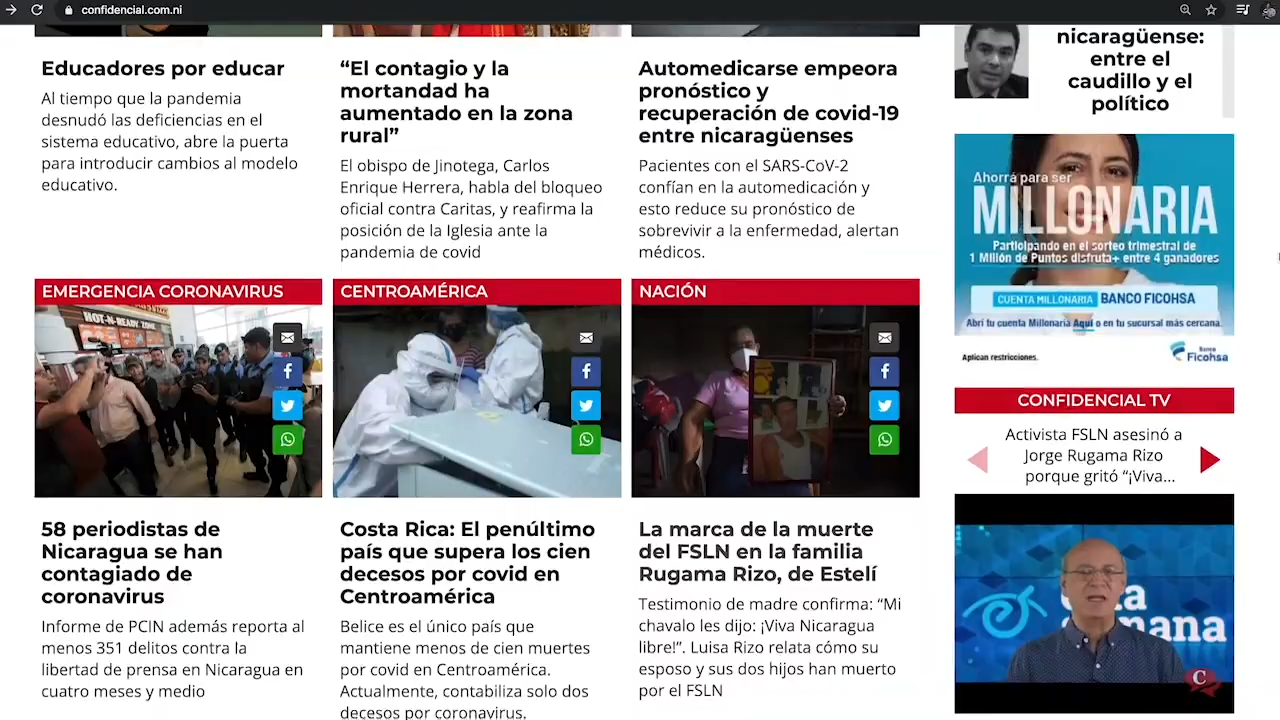 confidencial.com.ni
Educadores por educar
Al tiempo que la pandemia
desnudó las deficiencias en el
sistema educativo, abre la puerta
para introducir cambios al modelo
educativo.
“El contagio y la
mortandad ha
aumentado en la zona
rural”
El obispo de Jinotega, Carlos
Enrique Herrera, habla del bloqueo
oficial contra Caritas, y reafirma la
posición de la Iglesia ante la
pandemia de covid
Automedicarse empeora
pronóstico y
recuperación de covid-19
entre nicaragüenses
Pacientes con el SARS-CoV-2
confían en la automedicación y
esto reduce su pronóstico de
sobrevivir a la enfermedad, alertan
médicos.
nicaragüense:
entre el
caudillo y el
político
Ahorrá para ser
MILLONARIA
Participando en el sorteo trimestral de
1 Millón de Puntos disfruta+ entre 4 ganadores
CUENTA MILLONARIA BANCO FICOHSA
Abrí tu cuenta Millonaria Aquí o en tu sucursal más cercana.
Aplican restricciones.
Banco
Ficohsa
EMERGENCIA CORONAVIRUS
HOT-N-READY ZONE
58 periodistas de
Nicaragua se han
contagiado de
coronavirus
Informe de PCIN además reporta al
menos 351 delitos contra la
libertad de prensa en Nicaragua en
cuatro meses y medio
CENTROAMÉRICA
Costa Rica: El penúltimo
país que supera los cien
decesos por covid en
Centroamérica
Belice es el único país que
mantiene menos de cien muertes
por covid en Centroamérica.
Actualmente, contabiliza solo dos
decesos por coronavirus.
NACIÓN
La marca de la muerte
del FSLN en la familia
Rugama Rizo, de Estelí
Testimonio de madre confirma: “Mi
chavalo les dijo: ¡Viva Nicaragua
libre!”. Luisa Rizo relata cómo su
esposo y sus dos hijos han muerto
por el FSLN
CONFIDENCIAL TV
Activista FSLN asesinó a
Jorge Rugama Rizo
porque gritó “¡Viva...
C